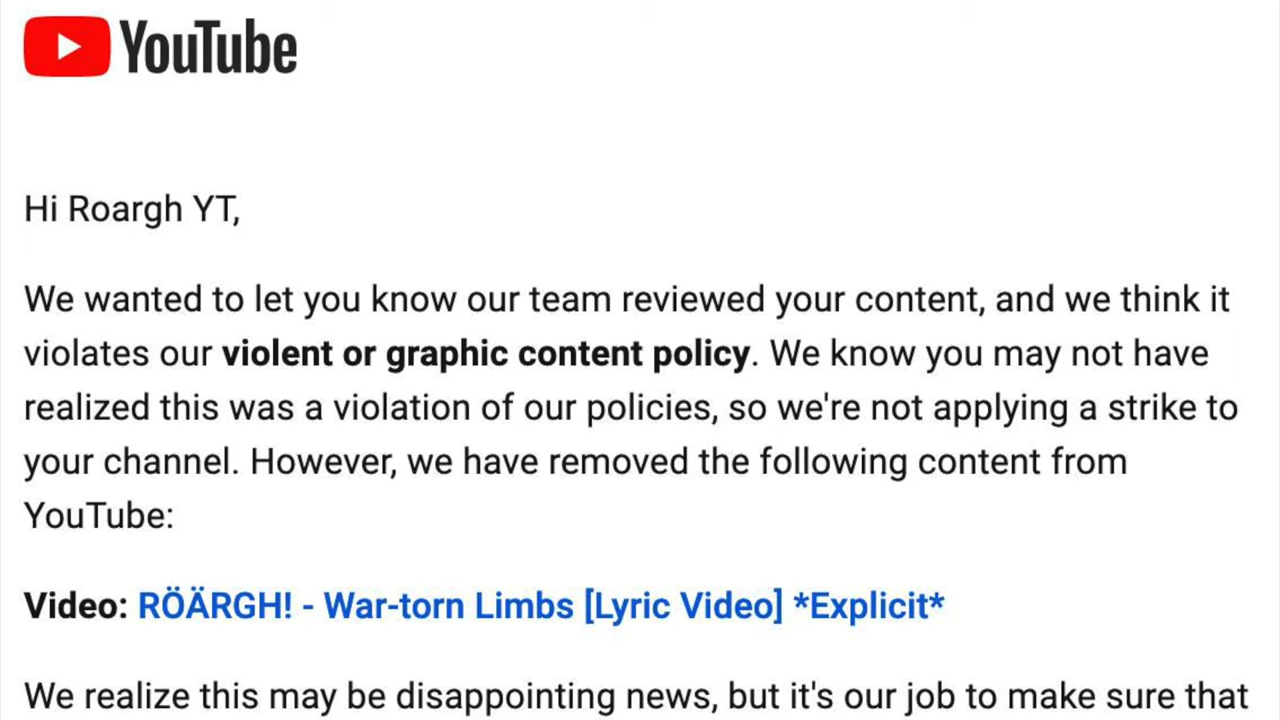 YouTube
Hi Roargh YT,
We wanted to let you know our team reviewed your content, and we think it
violates our violent or graphic content policy. We know you may not have
realized this was a violation of our policies, so we're not applying a strike to
your channel. However, we have removed the following content from
YouTube:
Video: RÖÄRGH! - War-torn Limbs [Lyric Video] *Explicit*
We realize this may be disappointing news, but it's our job to make sure that